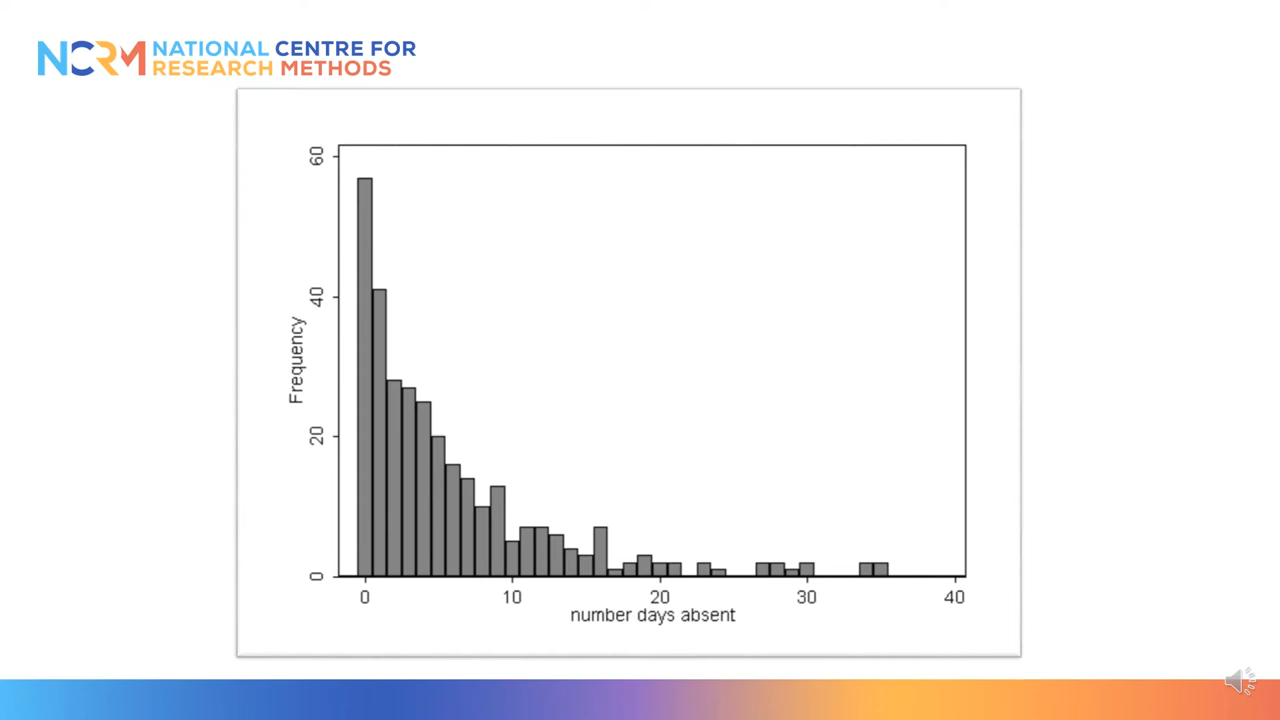 NCRM NATIONAL CENTRE FOR
RESEARCH METHODS
60
40
20
0
Frequency
0 10 20 30 40
number days absent